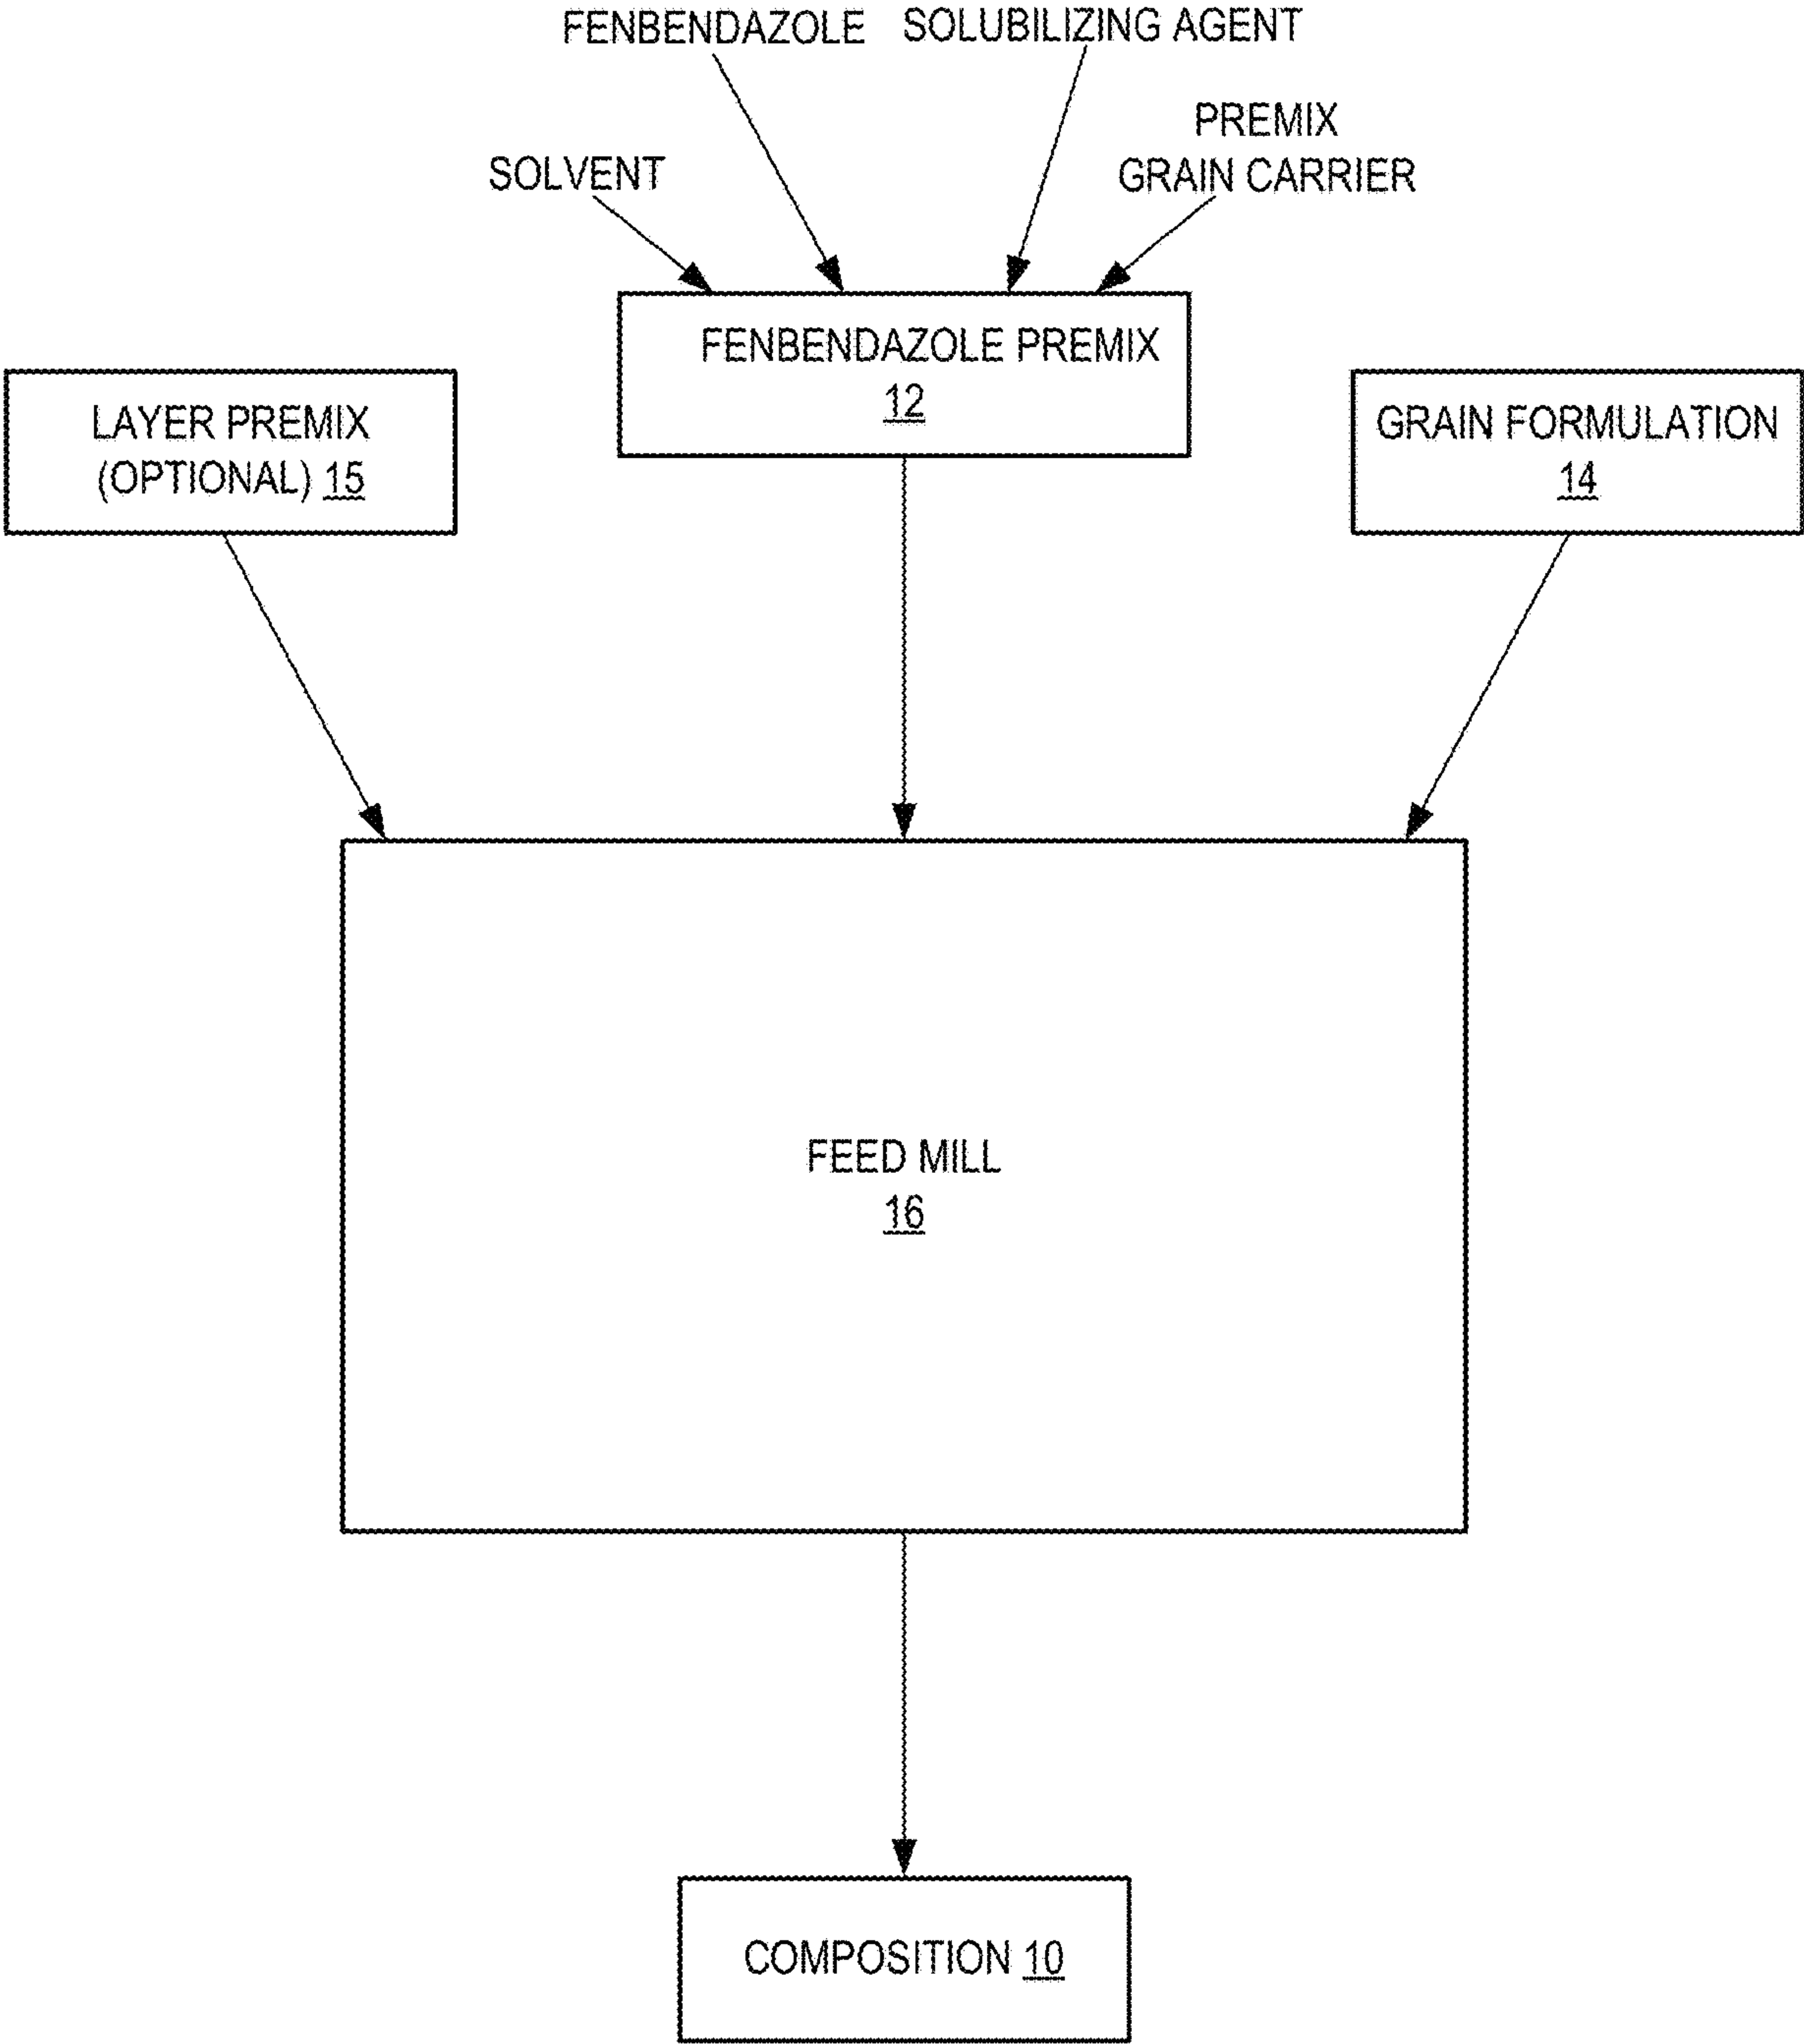 FENBENDAZOLE
SOLUBILIZING AGENT
PREMIX
GRAIN CARRIER
SOLVENT
FENBENDAZOLE PREMIX
12
LAYER PREMIX
(OPTIONAL) 15
GRAIN FORMULATION
14
FEED MILL
16
COMPOSITION 10